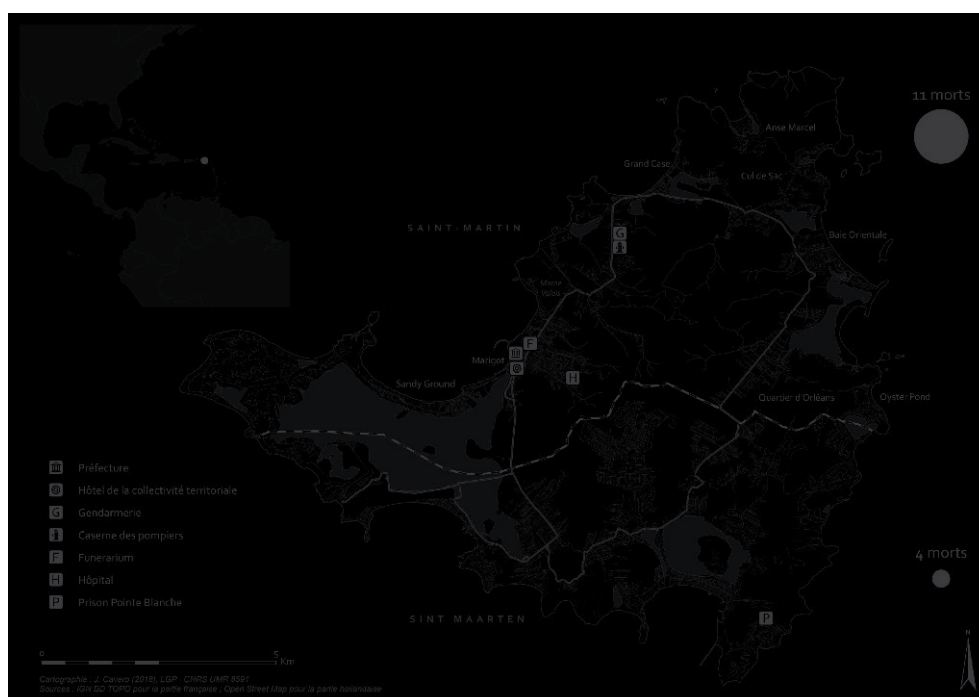 11 morts
Anse Marcel
Grand Case
Cul de Sac
SAINT-MARTIN
Baie Orientale
G
Marigot
F
H
Sandy Ground
Quartier d'Orléans
Oyster Pond
Préfecture
Hôtel de la collectivité territoriale
G Gendarmerie
Caserne des pompiers
F Funerarium
H Hôpital
P Prison Pointe Blanche
4 morts
SINT MAARTEN
P
N
0 5
Km
Cartographie : J. Cavero (2018), LGP - CNRS UMR 8591
Sources : IGN BD TOPO pour la partie française ; Open Street Map pour la partie hollandaise